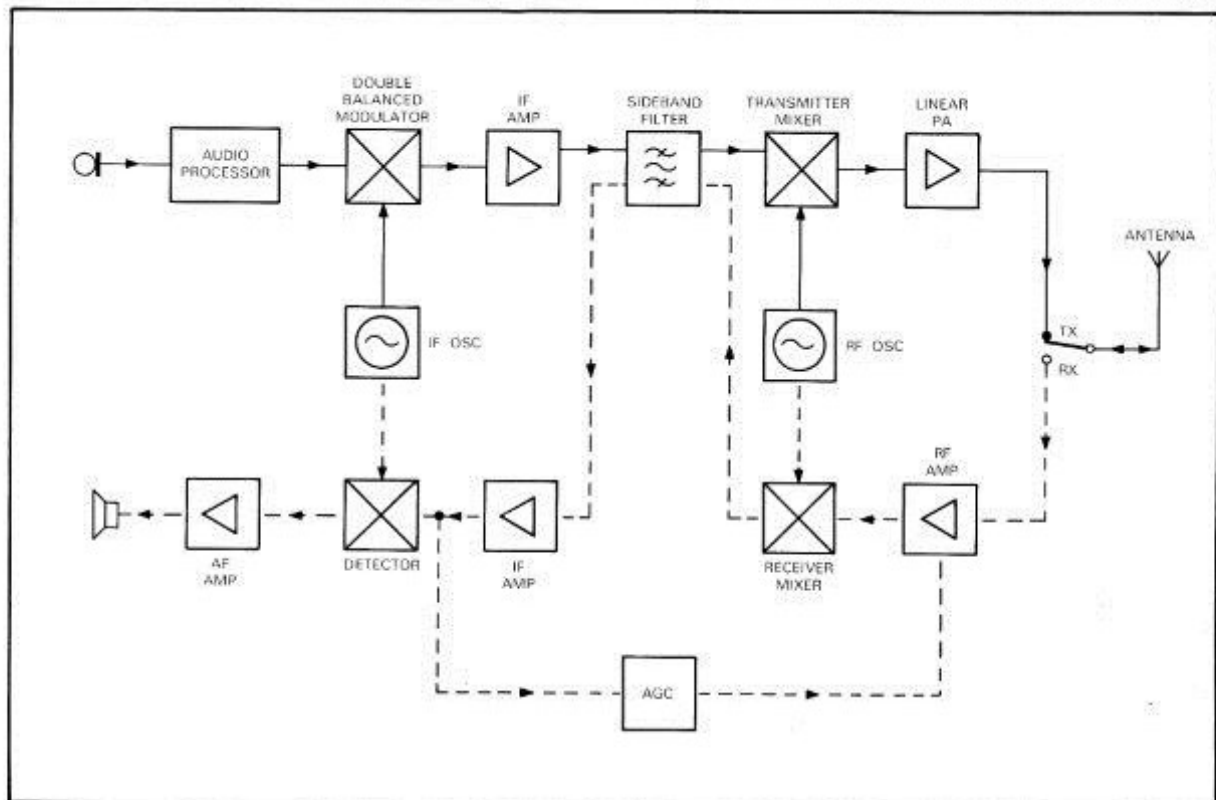 DOUBLE
BALANCED
MODULATOR
IF
AMP
SIDEBAND
FILTER
TRANSMITTER
MIXER
LINEAR
PA
AUDIO
PROCESSOR
ANTENNA
IF OSC
RF OSC
TX
RX
RF
AMP
AF
AMP
DETECTOR
IF
AMP
RECEIVER
MIXER
AGC